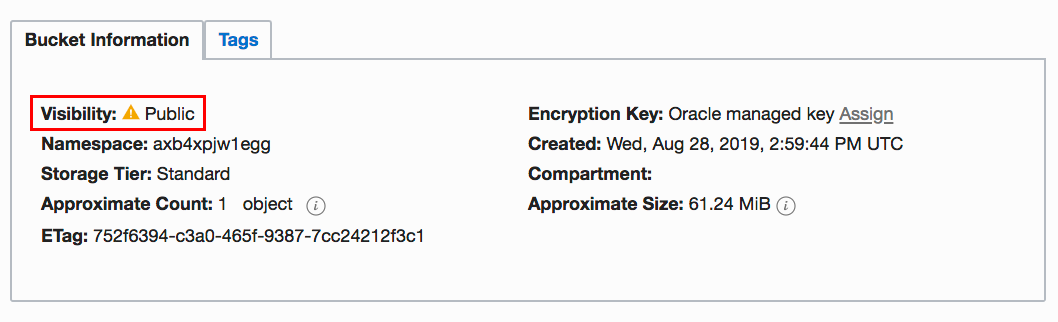 Bucket Information
Tags
Visibility: Public
Namespace: axb4xpjw1egg
Storage Tier: Standard
Approximate Count: 1 object
ETag: 752f6394-c3a0-465f-9387-7cc24212f3c1
Encryption Key: Oracle managed key Assign
Created: Wed, Aug 28, 2019, 2:59:44 PM UTC
Compartment:
Approximate Size: 61.24 MiB